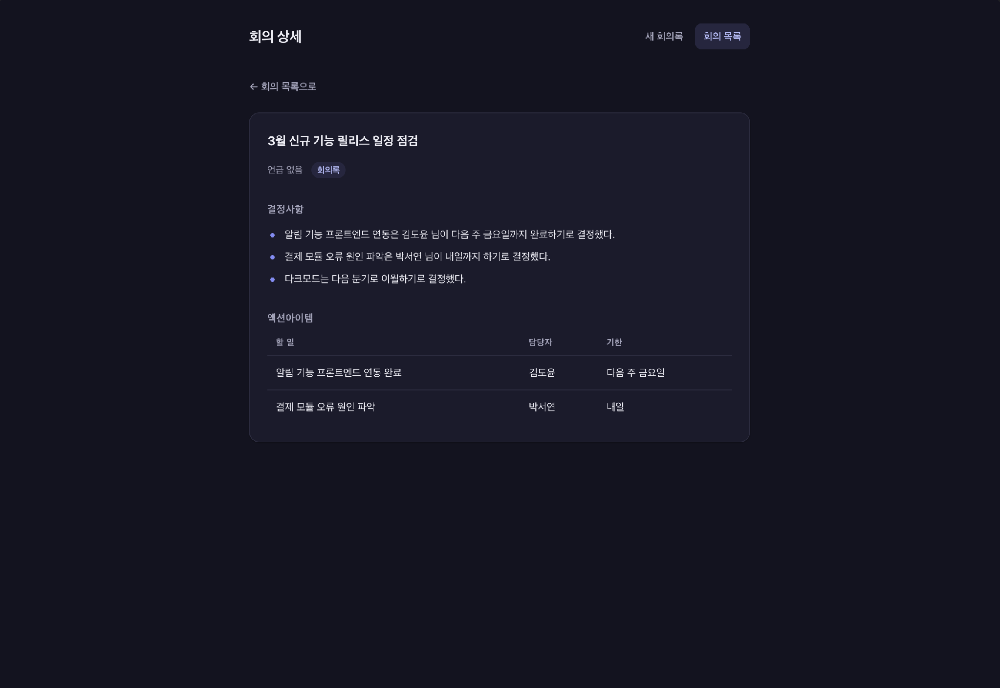 회의 상세
새 회의록
회의 목록
← 회의 목록으로
3월 신규 기능 릴리스 일정 점검
언급 없음 회의록
결정사항
알림 기능 프론트엔드 연동은 김도윤 님이 다음 주 금요일까지 완료하기로 결정했다.
결제 모듈 오류 원인 파악은 박서연 님이 내일까지 하기로 결정했다.
다크모드는 다음 분기로 이월하기로 결정했다.
액션아이템
할 일 담당자 기한
알림 기능 프론트엔드 연동 완료 김도윤 다음 주 금요일
결제 모듈 오류 원인 파악 박서연 내일